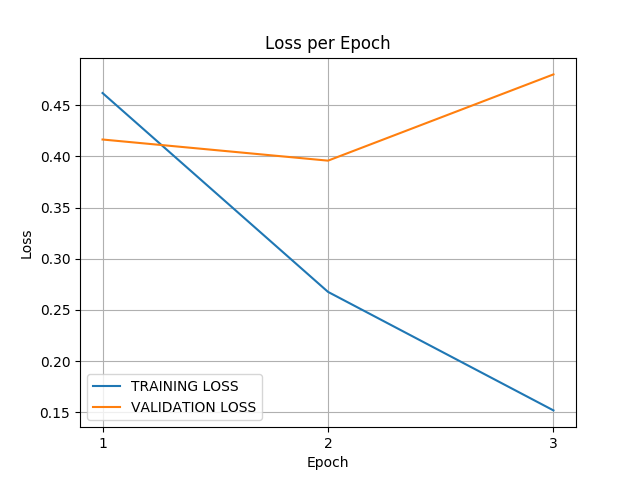 Loss per Epoch
Loss
0.45
0.40
0.35
0.30
0.25
0.20
0.15
TRAINING LOSS
VALIDATION LOSS
1
2
3
Epoch